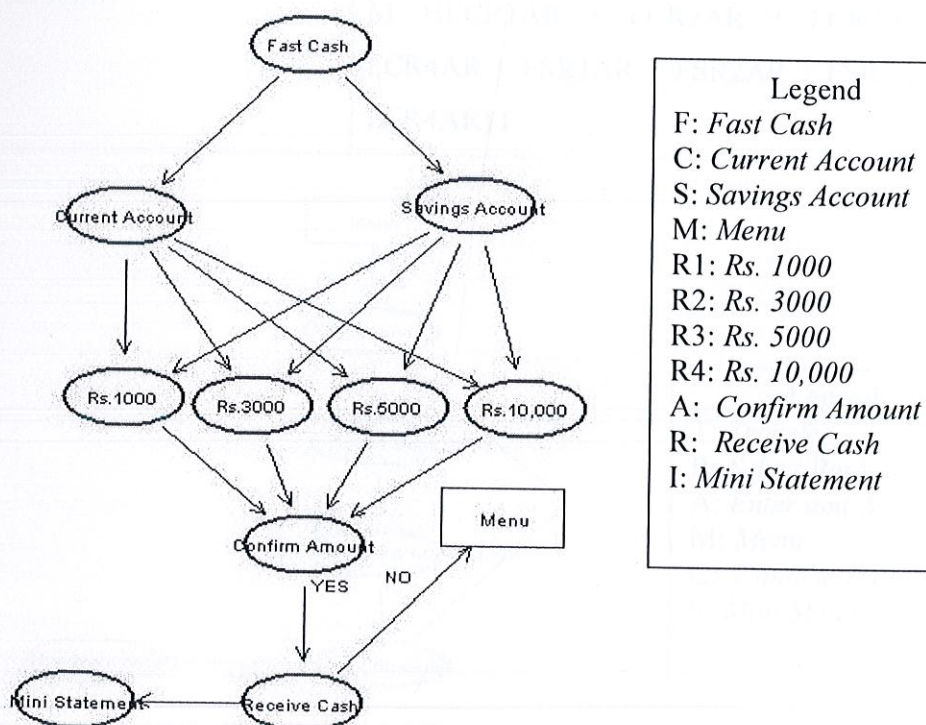 Fast Cash
Current Account
Savings Account
Rs.1000
Rs.3000
Rs.5000
Rs.10,000
Confirm Amount
Menu
YES
NO
Mini Statement
Receive Cash
Legend
F: Fast Cash
C: Current Account
S: Savings Account
M: Menu
R1: Rs. 1000
R2: Rs. 3000
R3: Rs. 5000
R4: Rs. 10,000
A: Confirm Amount
R: Receive Cash
I: Mini Statement